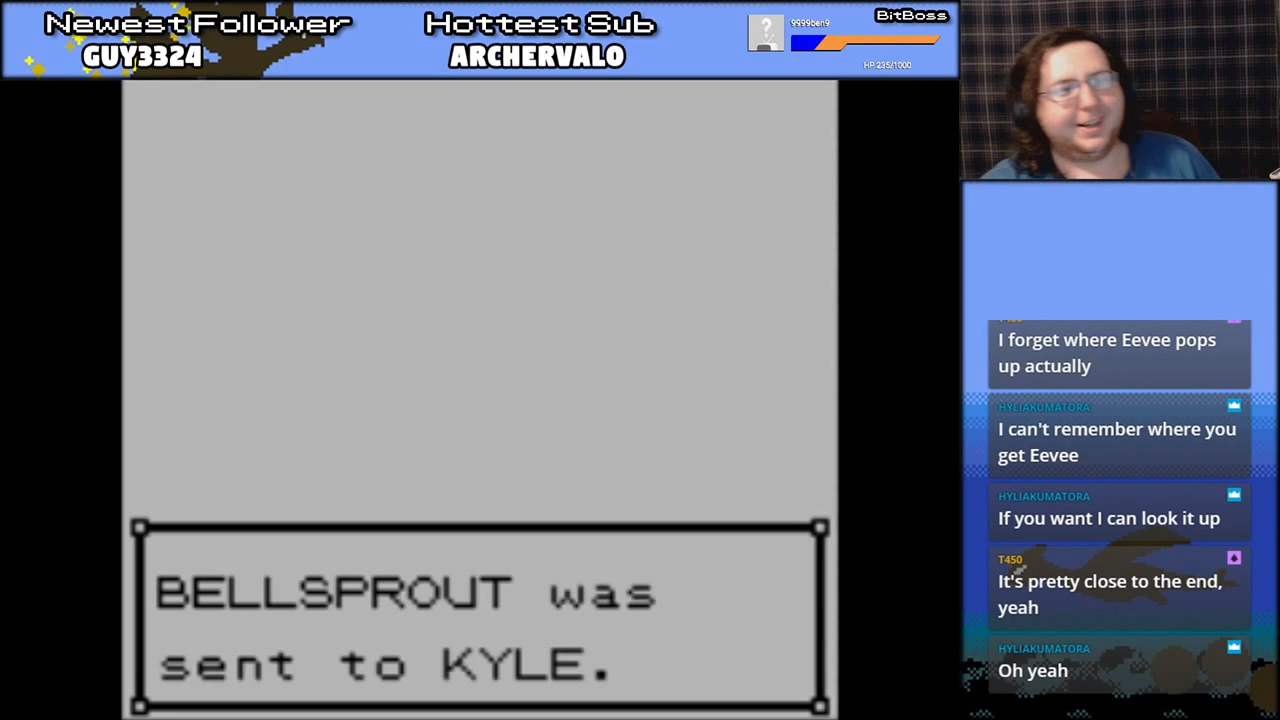 Newest Follower
GUY3324
Hottest Sub
ARCHERVALO
9999ben9
BitBoss
HP 235/1000
I forget where Eevee pops
up actually
HYLIAKUMATORA
I can't remember where you
get Eevee
HYLIAKUMATORA
If you want I can look it up
T450
It's pretty close to the end,
yeah
HYLIAKUMATORA
Oh yeah
BELLSPROUT was
sent to KYLE.